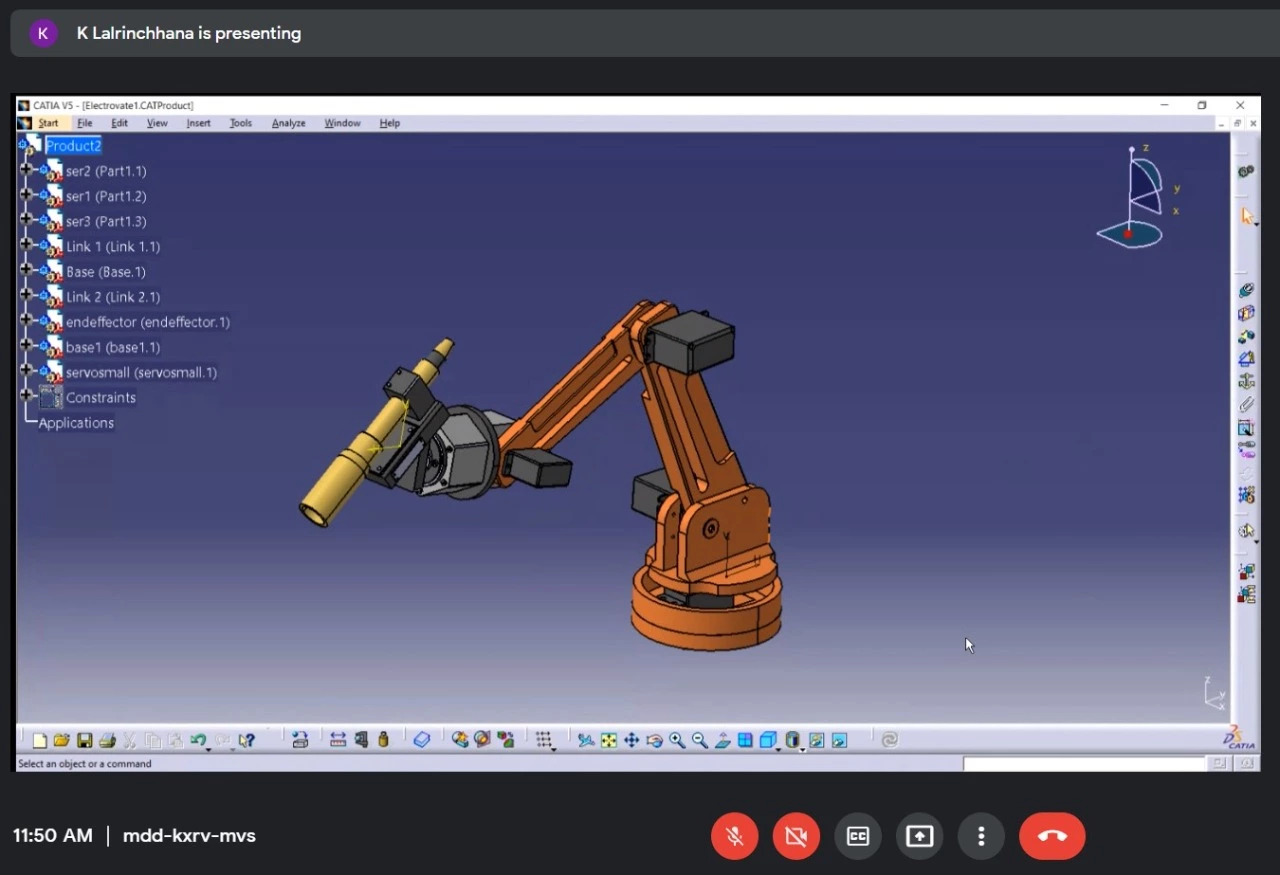 K
K Lalrinchhana is presenting
CATIA V5 - [Electrovate1.CATProduct]
Start File Edit View Insert Tools Analyze Window Help
Product2
ser2 (Part1.1)
ser1 (Part1.2)
ser3 (Part1.3)
Link 1 (Link 1.1)
Base (Base.1)
Link 2 (Link 2.1)
endeffector (endeffector.1)
base1 (base1.1)
servosmall (servosmall.1)
Constraints
Applications
z
y
x
z
y
x
CATIA
Select an object or a command
11:50 AM | mdd-kxrv-mvs
CC